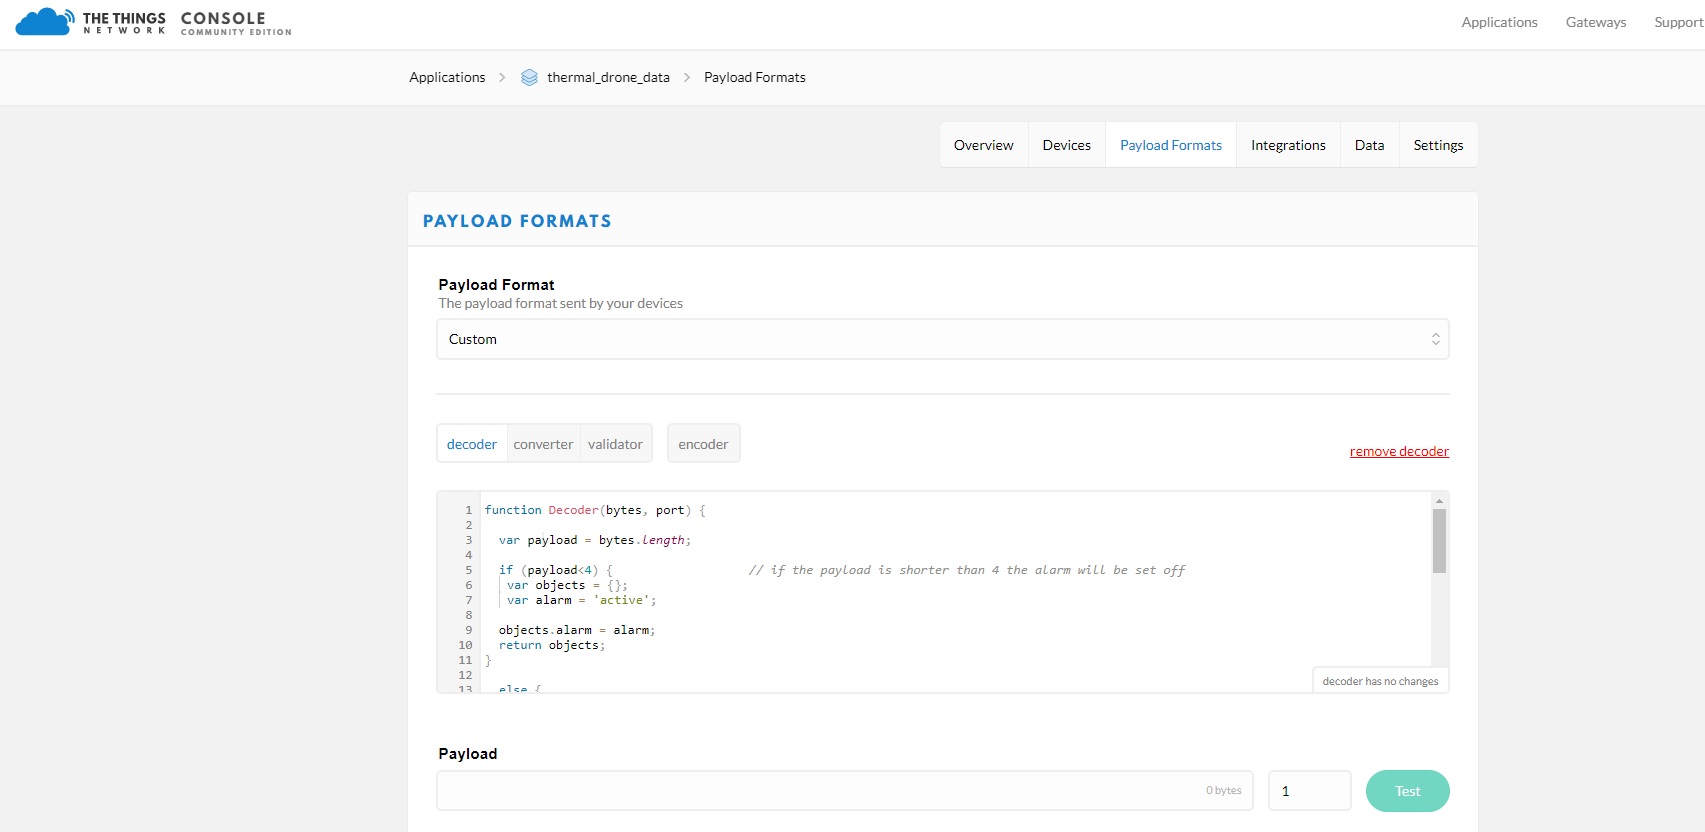 THE THINGS
NETWORK
CONSOLE
COMMUNITY EDITION
Applications
Gateways
Support
Applications
thermal_drone_data
Payload Formats
Overview
Devices
Payload Formats
Integrations
Data
Settings
PAYLOAD FORMATS
Payload Format
The payload format sent by your devices
Custom
decoder
converter
validator
encoder
remove decoder
1 function Decoder(bytes, port) {
2
3 var payload = bytes.length;
4
5 if (payload<4) { // if the payload is shorter than 4 the alarm will be set off
6 var objects = {};
7 var alarm = 'active';
8
9 objects.alarm = alarm;
10 return objects;
11 }
12
13 else {
decoder has no changes
Payload
0 bytes
1
Test